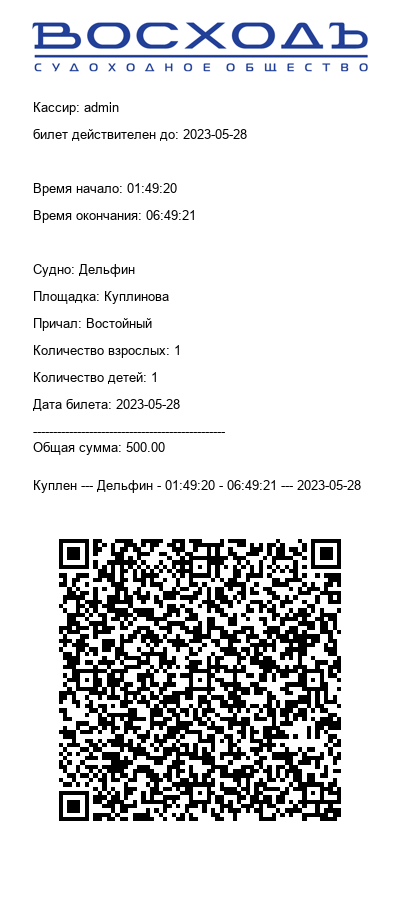 ВОСХОДЪ
СУДОХОДНОЕ ОБЩЕСТВО
Кассир: admin
билет действителен до: 2023-05-28
Время начало: 01:49:20
Время окончания: 06:49:21
Судно: Дельфин
Площадка: Куплинова
Причал: Востойный
Количество взрослых: 1
Количество детей: 1
Дата билета: 2023-05-28
------------------------------------------------
Общая сумма: 500.00
Куплен --- Дельфин - 01:49:20 - 06:49:21 --- 2023-05-28